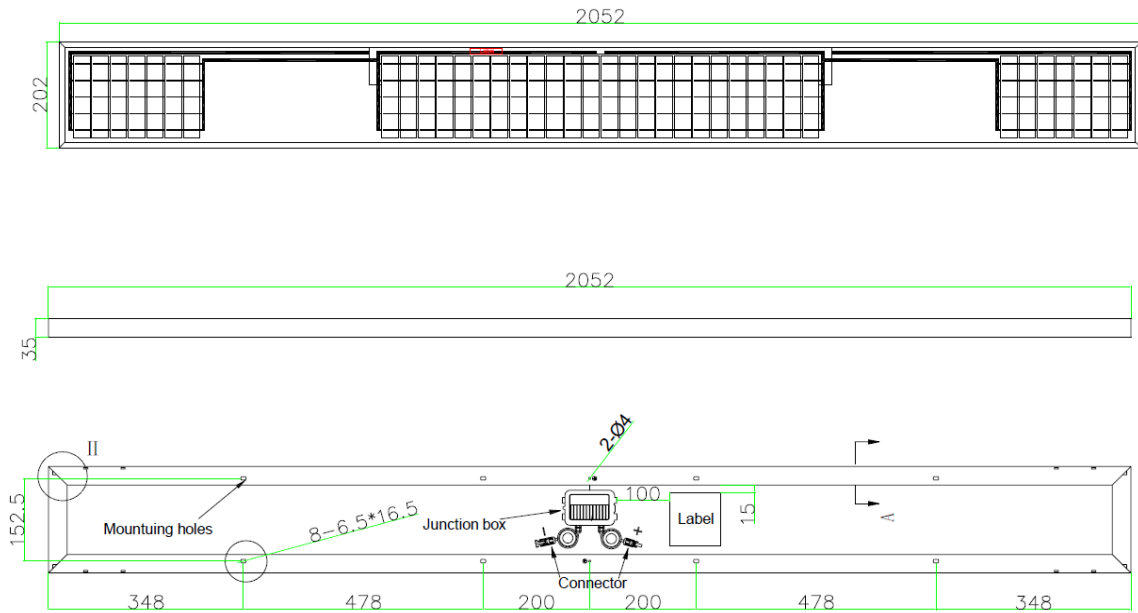 2052
202
2052
35
II
2-Ø4
152.5
Mountuing holes
8-6.5*16.5
Junction box
100
Label
15
A
-
+
Connector
348
478
200
200
478
348